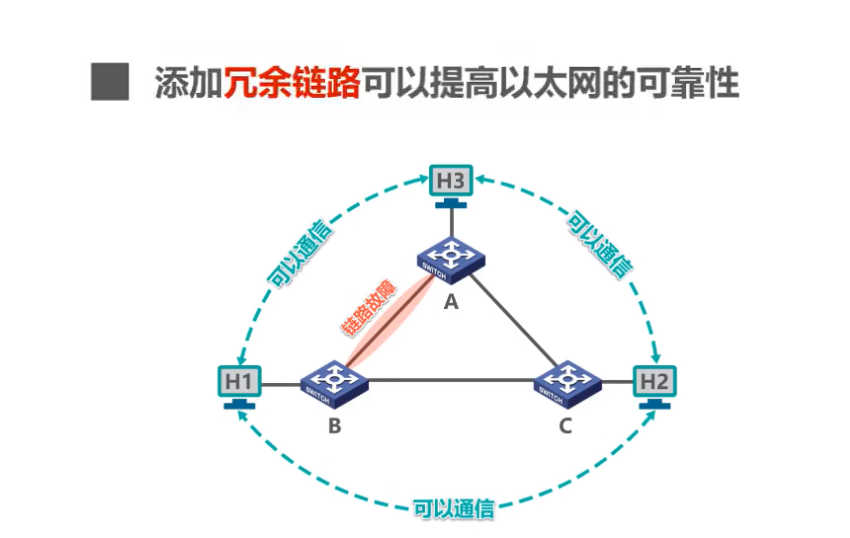 添加冗余链路可以提高以太网的可靠性
H3
可以通信
可以通信
SWITCH
A
链路故障
H1
SWITCH
B
SWITCH
C
H2
可以通信